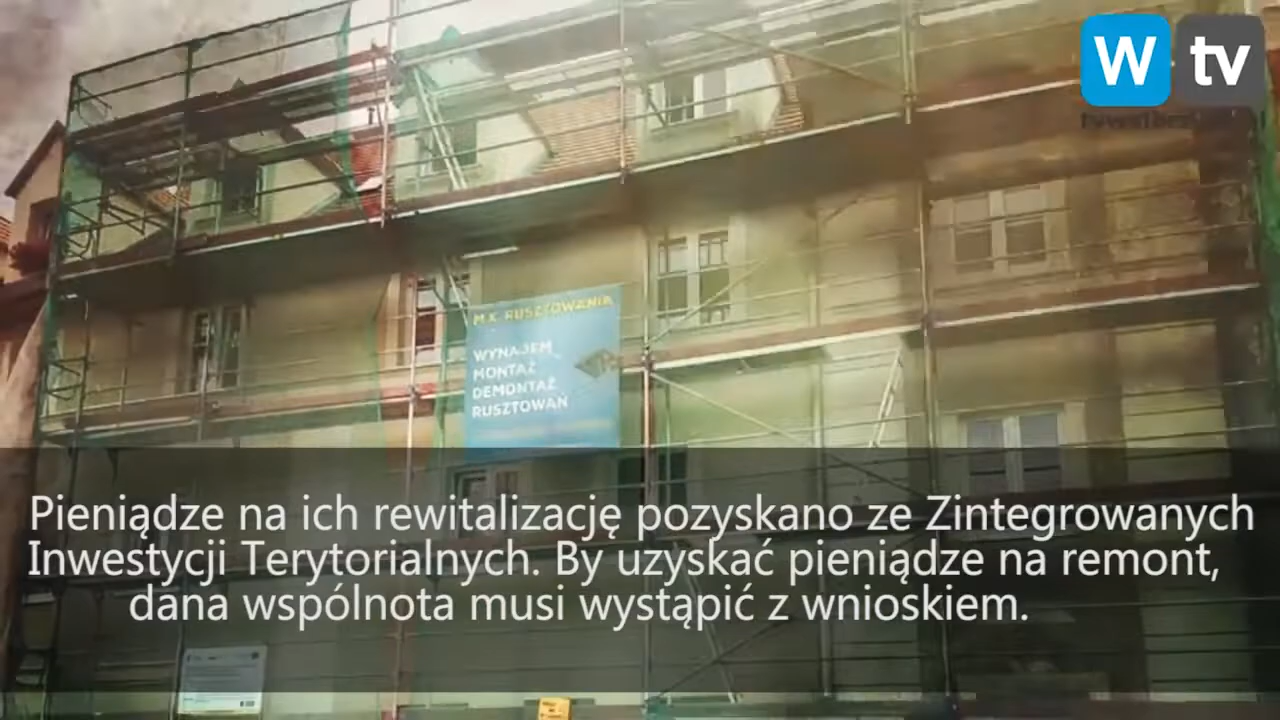 W tv
M.K. RUSZTOWANIA
WYNAJEM
MONTAŻ
DEMONTAŻ
RUSZTOWAŃ
Pieniądze na ich rewitalizację pozyskano ze Zintegrowanych
Inwestycji Terytorialnych. By uzyskać pieniądze na remont,
dana wspólnota musi wystąpić z wnioskiem.